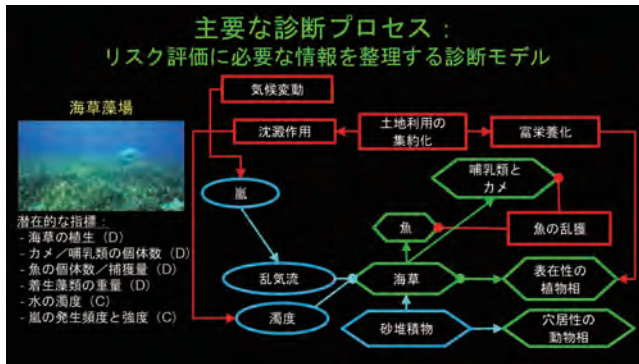 主要な診断プロセス：
リスク評価に必要な情報を整理する診断モデル
海草藻場
潜在的な指標：
- 海草の植生（D）
- カメ／哺乳類の個体数（D）
- 魚の個体数／捕獲量（D）
- 着生藻類の重量（D）
- 水の濁度（C）
- 嵐の発生頻度と強度（C）
気候変動
沈澱作用
土地利用の
集約化
富栄養化
哺乳類と
カメ
嵐
魚
魚の乱獲
乱気流
海草
表在性の
植物相
濁度
砂堆積物
穴居性の
動物相